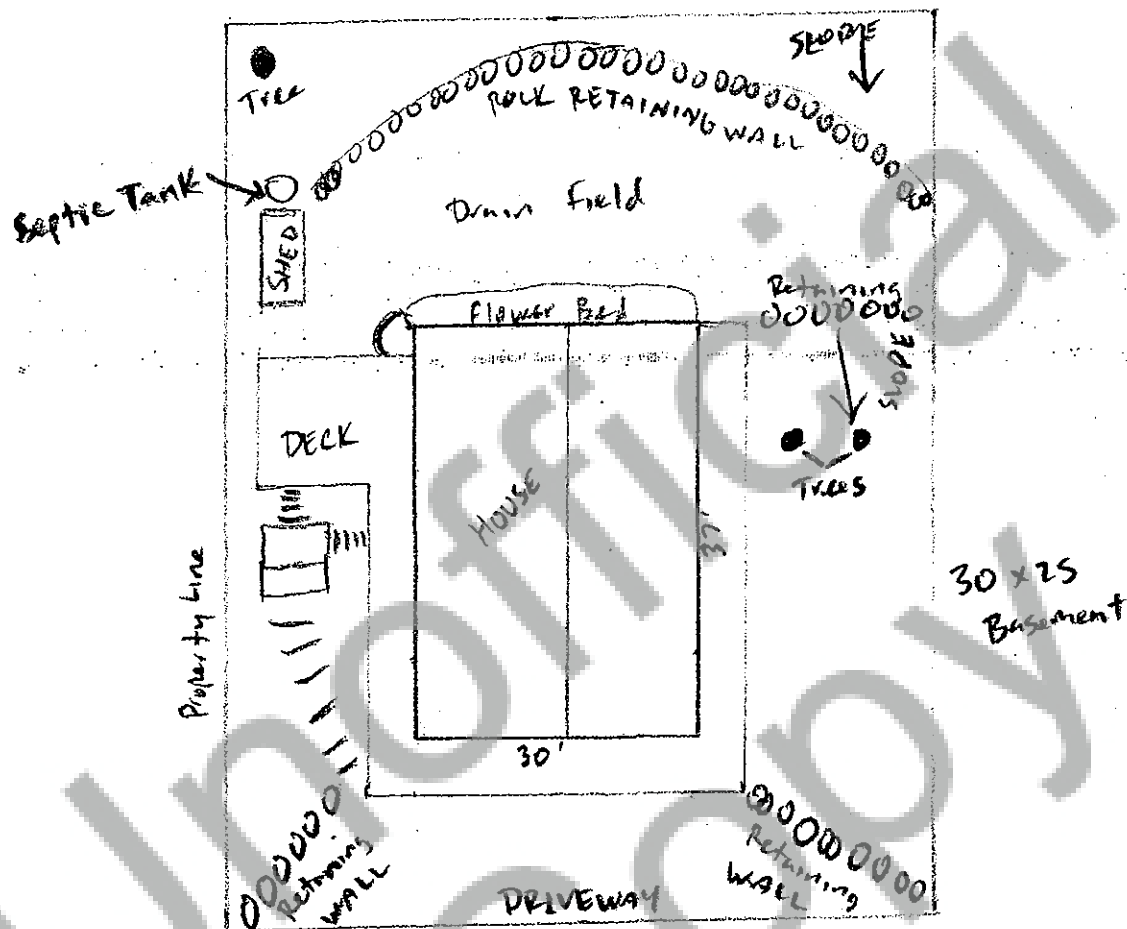 SLOPE
Tree
ROCK RETAINING WALL
Septic Tank
Drain Field
SHED
Retaining
Flower Bed
SLOPE
DECK
HOUSE
Trees
Property Line
30 x 25
Basement
30'
Retaining
WALL
Retaining
WALL
DRIVEWAY
Unofficial
Copy